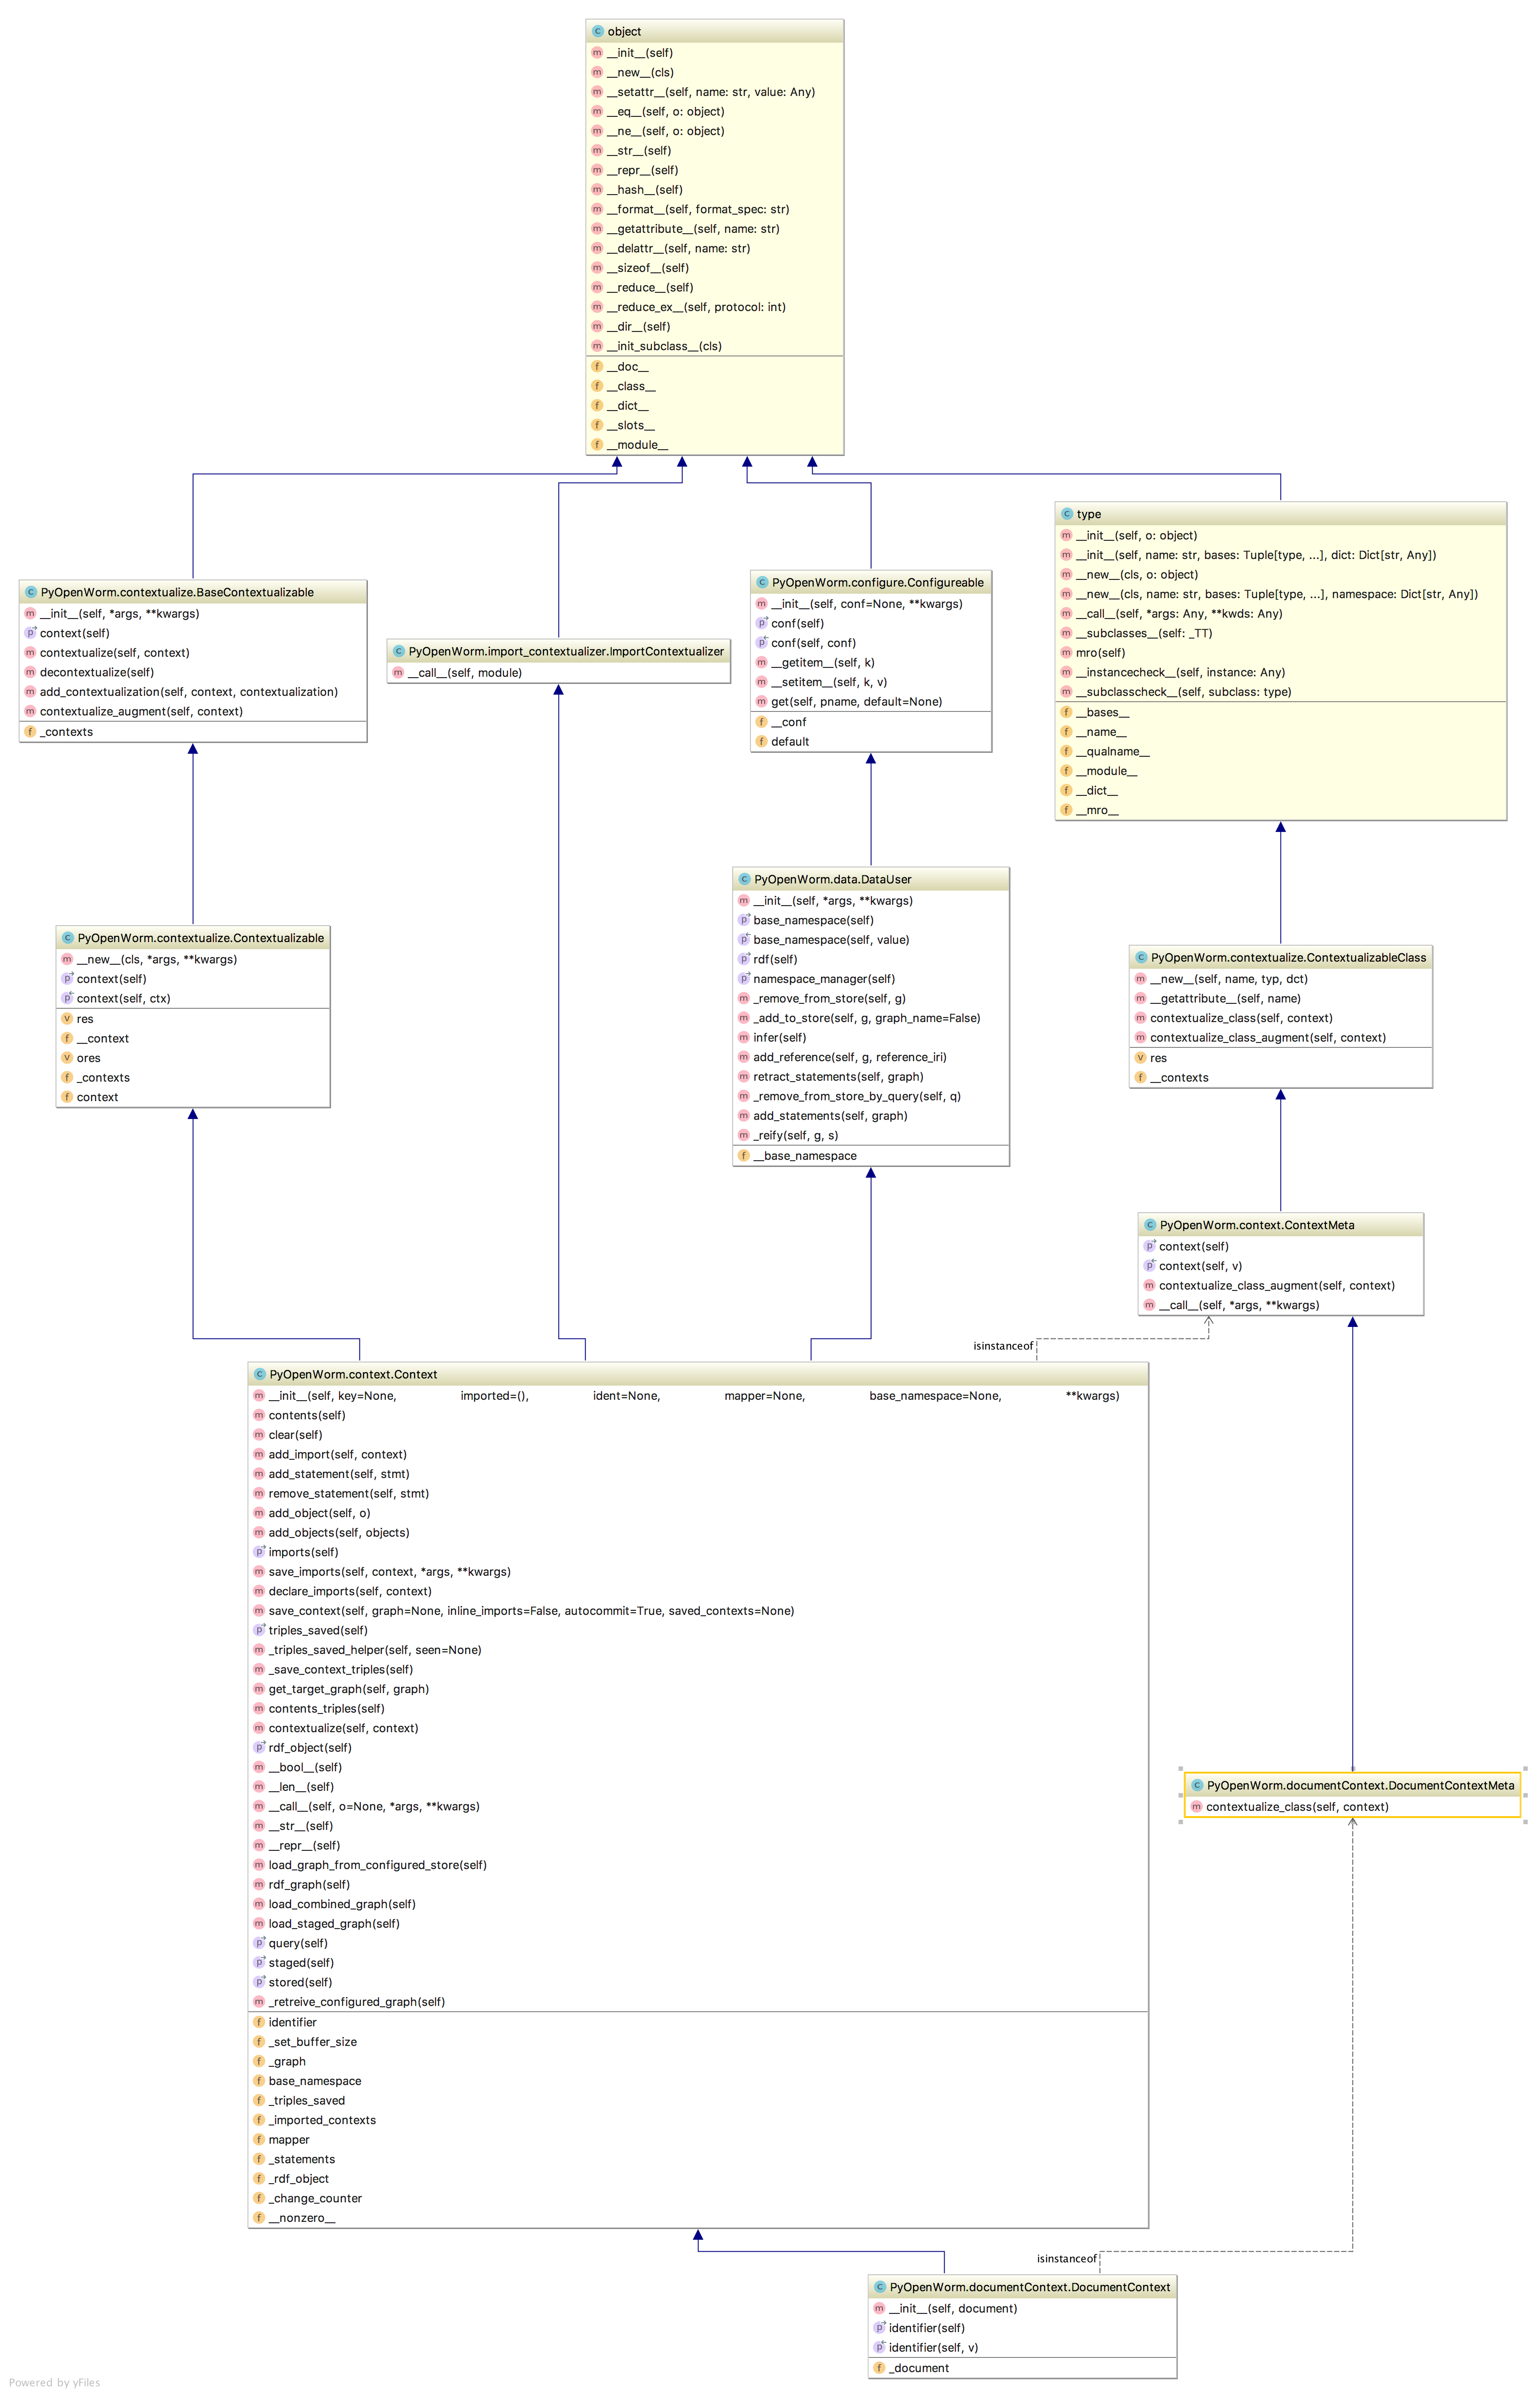 object
__init__(self)
__new__(cls)
__setattr__(self, name: str, value: Any)
__eq__(self, o: object)
__ne__(self, o: object)
__str__(self)
__repr__(self)
__hash__(self)
__format__(self, format_spec: str)
__getattribute__(self, name: str)
__delattr__(self, name: str)
__sizeof__(self)
__reduce__(self)
__reduce_ex__(self, protocol: int)
__dir__(self)
__init_subclass__(cls)
__doc__
__class__
__dict__
__slots__
__module__
type
__init__(self, o: object)
__init__(self, name: str, bases: Tuple[type, ...], dict: Dict[str, Any])
__new__(cls, o: object)
__new__(cls, name: str, bases: Tuple[type, ...], namespace: Dict[str, Any])
__call__(self, *args: Any, **kwds: Any)
__subclasses__(self: _TT)
mro(self)
__instancecheck__(self, instance: Any)
__subclasscheck__(self, subclass: type)
__bases__
__name__
__qualname__
__module__
__dict__
__mro__
PyOpenWorm.contextualize.BaseContextualizable
__init__(self, *args, **kwargs)
context(self)
contextualize(self, context)
decontextualize(self)
add_contextualization(self, context, contextualization)
contextualize_augment(self, context)
_contexts
PyOpenWorm.import_contextualizer.ImportContextualizer
__call__(self, module)
PyOpenWorm.configure.Configureable
__init__(self, conf=None, **kwargs)
conf(self)
conf(self, conf)
__getitem__(self, k)
__setitem__(self, k, v)
get(self, pname, default=None)
__conf
default
PyOpenWorm.data.DataUser
__init__(self, *args, **kwargs)
base_namespace(self)
base_namespace(self, value)
rdf(self)
namespace_manager(self)
_remove_from_store(self, g)
_add_to_store(self, g, graph_name=False)
infer(self)
add_reference(self, g, reference_iri)
retract_statements(self, graph)
_remove_from_store_by_query(self, q)
add_statements(self, graph)
_reify(self, g, s)
__base_namespace
PyOpenWorm.contextualize.Contextualizable
__new__(cls, *args, **kwargs)
context(self)
context(self, ctx)
res
__context
ores
_contexts
context
PyOpenWorm.contextualize.ContextualizableClass
__new__(self, name, typ, dct)
__getattribute__(self, name)
contextualize_class(self, context)
contextualize_class_augment(self, context)
res
__contexts
PyOpenWorm.context.ContextMeta
context(self)
context(self, v)
contextualize_class_augment(self, context)
__call__(self, *args, **kwargs)
isinstanceof
PyOpenWorm.context.Context
__init__(self, key=None, imported=(), ident=None, mapper=None, base_namespace=None, **kwargs)
contents(self)
clear(self)
add_import(self, context)
add_statement(self, stmt)
remove_statement(self, stmt)
add_object(self, o)
add_objects(self, objects)
imports(self)
save_imports(self, context, *args, **kwargs)
declare_imports(self, context)
save_context(self, graph=None, inline_imports=False, autocommit=True, saved_contexts=None)
triples_saved(self)
_triples_saved_helper(self, seen=None)
_save_context_triples(self)
get_target_graph(self, graph)
contents_triples(self)
contextualize(self, context)
rdf_object(self)
__bool__(self)
__len__(self)
__call__(self, o=None, *args, **kwargs)
__str__(self)
__repr__(self)
load_graph_from_configured_store(self)
rdf_graph(self)
load_combined_graph(self)
load_staged_graph(self)
query(self)
staged(self)
stored(self)
_retreive_configured_graph(self)
identifier
_set_buffer_size
_graph
base_namespace
_triples_saved
_imported_contexts
mapper
_statements
_rdf_object
_change_counter
__nonzero__
PyOpenWorm.documentContext.DocumentContextMeta
contextualize_class(self, context)
isinstanceof
PyOpenWorm.documentContext.DocumentContext
__init__(self, document)
identifier(self)
identifier(self, v)
_document
Powered by yFiles